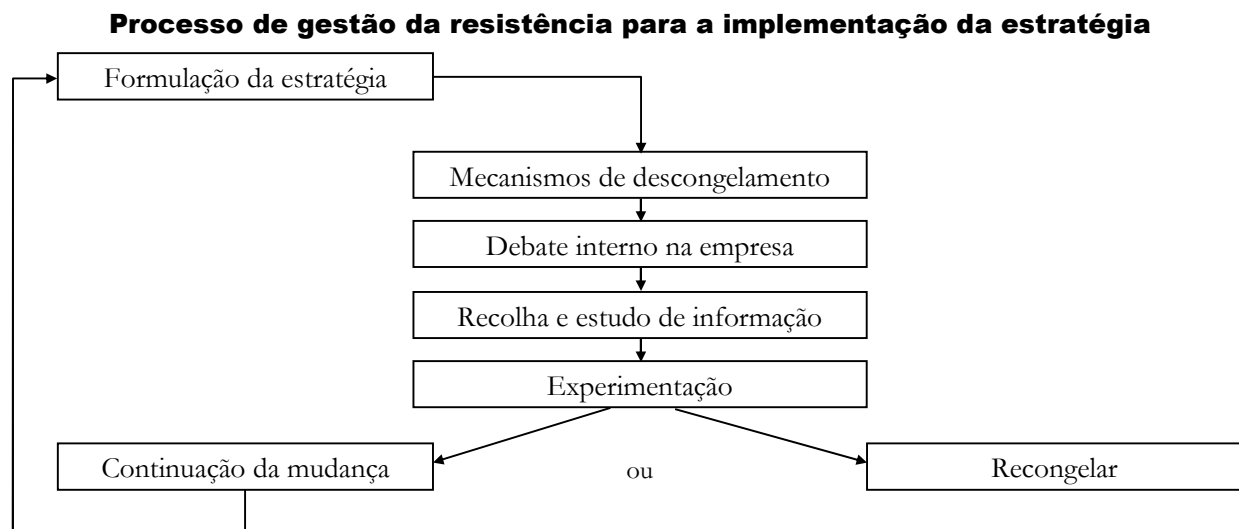 Processo de gestão da resistência para a implementação da estratégia
Formulação da estratégia
Mecanismos de descongelamento
Debate interno na empresa
Recolha e estudo de informação
Experimentação
Continuação da mudança
ou
Recongelar